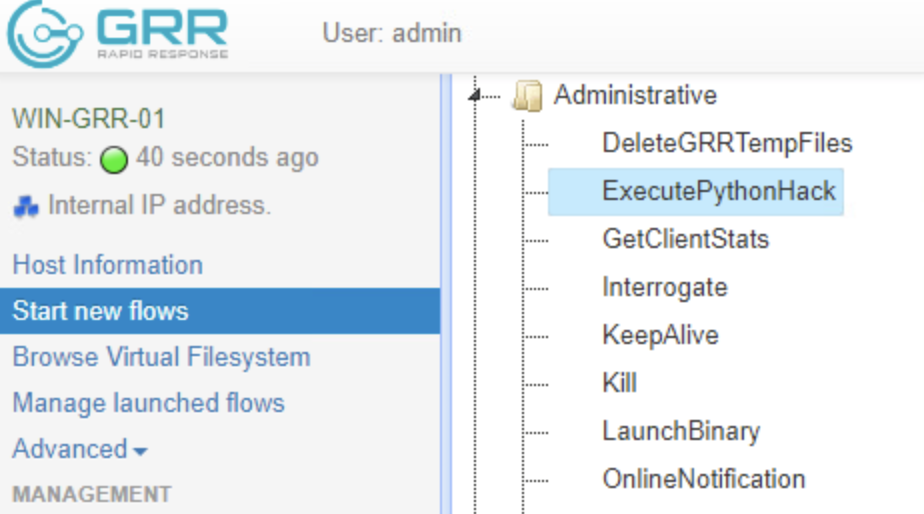 GRR
RAPID RESPONSE
User: admin
WIN-GRR-01
Status: 40 seconds ago
Internal IP address.
Host Information
Start new flows
Browse Virtual Filesystem
Manage launched flows
Advanced
MANAGEMENT
Administrative
DeleteGRRTempFiles
ExecutePythonHack
GetClientStats
Interrogate
KeepAlive
Kill
LaunchBinary
OnlineNotification